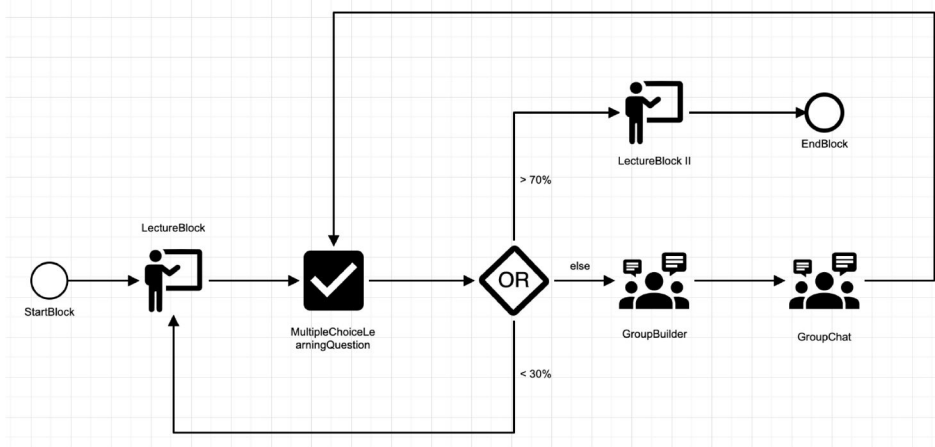 LectureBlock II
EndBlock
> 70%
LectureBlock
OR
else
StartBlock
MultipleChoiceLe
arningQuestion
GroupBuilder
GroupChat
< 30%